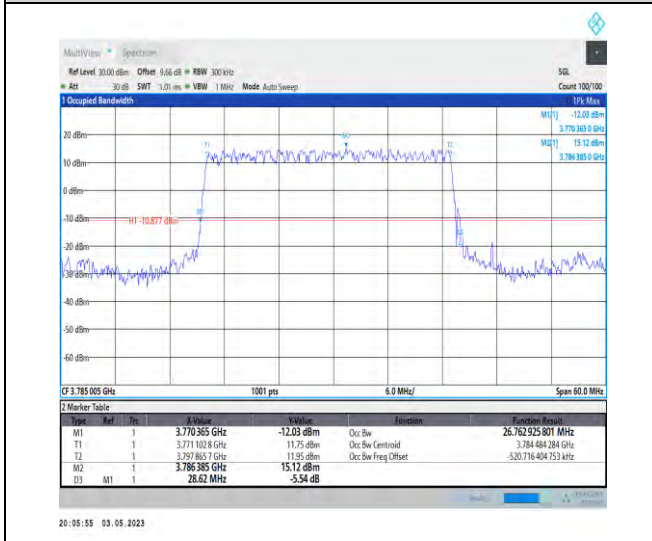 MultiView Spectrum
Ref Level 30.00 dBm Offset 9.66 dB RBW 300 kHz SGL
Att 30 dB SWT 1.01 ms VBW 1 MHz Mode Auto Sweep Count 100/100
1 Occupied Bandwidth 1Pk Max
M1[1] -12.03 dBm
3.770 365 0 GHz
M2[1] 15.12 dBm
3.786 385 0 GHz
20 dBm
T1
M2
T2
10 dBm
0 dBm
-10 dBm
M1
H1 -10.877 dBm
-20 dBm
D3
-30 dBm
-40 dBm
-50 dBm
-60 dBm
CF 3.785 005 GHz 1001 pts 6.0 MHz/ Span 60.0 MHz
2 Marker Table
Type Ref Trc X-Value Y-Value Function Function Result
M1 1 3.770 365 GHz -12.03 dBm Occ Bw 26.762 925 801 MHz
T1 1 3.771 102 8 GHz 11.75 dBm Occ Bw Centroid 3.784 484 284 GHz
T2 1 3.797 865 7 GHz 11.95 dBm Occ Bw Freq Offset -520.716 404 753 kHz
M2 1 3.786 385 GHz 15.12 dBm
D3 M1 1 28.62 MHz -5.54 dB
20:05:55 03.05.2023